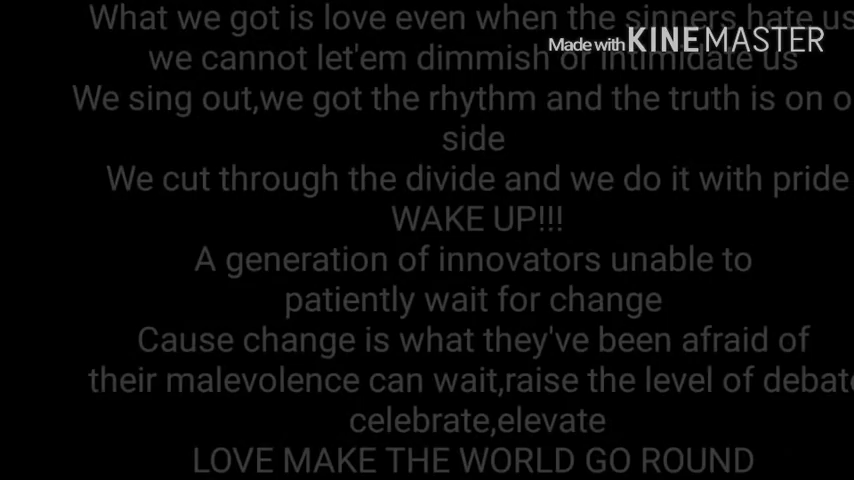 What we got is love even when the sinners hate us
Made with KINEMASTER
we cannot let'em dimmish or intimidate us
We sing out,we got the rhythm and the truth is on o
side
We cut through the divide and we do it with pride
WAKE UP!!!
A generation of innovators unable to
patiently wait for change
Cause change is what they've been afraid of
their malevolence can wait,raise the level of debate
celebrate,elevate
LOVE MAKE THE WORLD GO ROUND